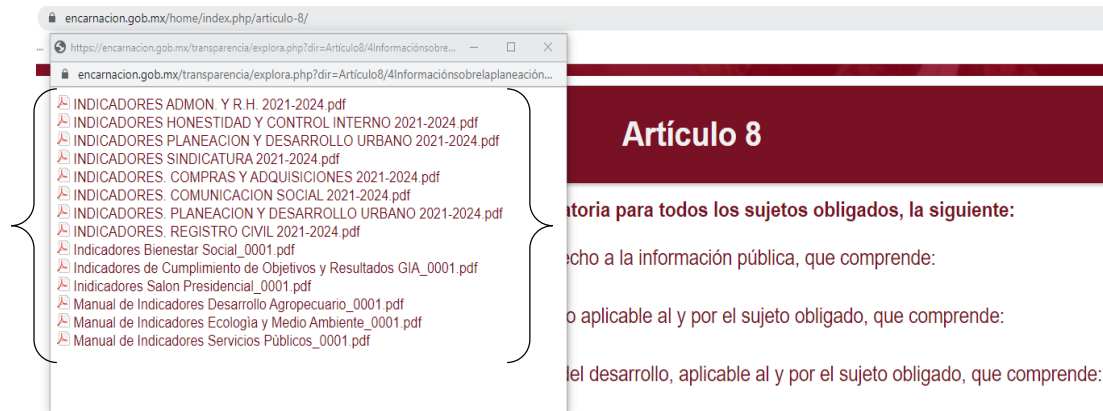 encarnacion.gob.mx/home/index.php/articulo-8/
https://encarnacion.gob.mx/transparencia/explora.php?dir=Artículo8/4Informaciónsobre...
encarnacion.gob.mx/transparencia/explora.php?dir=Artículo8/4Informaciónsobrelaplaneación...
INDICADORES ADMON. Y R.H. 2021-2024.pdf
INDICADORES HONESTIDAD Y CONTROL INTERNO 2021-2024.pdf
INDICADORES PLANEACION Y DESARROLLO URBANO 2021-2024.pdf
INDICADORES SINDICATURA 2021-2024.pdf
INDICADORES. COMPRAS Y ADQUISICIONES 2021-2024.pdf
INDICADORES. COMUNICACION SOCIAL 2021-2024.pdf
INDICADORES. PLANEACION Y DESARROLLO URBANO 2021-2024.pdf
INDICADORES. REGISTRO CIVIL 2021-2024.pdf
Indicadores Bienestar Social_0001.pdf
Indicadores de Cumplimiento de Objetivos y Resultados GIA_0001.pdf
Inidicadores Salon Presidencial_0001.pdf
Manual de Indicadores Desarrollo Agropecuario_0001.pdf
Manual de Indicadores Ecologìa y Medio Ambiente_0001.pdf
Manual de Indicadores Servicios Pùblicos_0001.pdf
Artículo 8
atoria para todos los sujetos obligados, la siguiente:
echo a la información pública, que comprende:
o aplicable al y por el sujeto obligado, que comprende:
del desarrollo, aplicable al y por el sujeto obligado, que comprende: